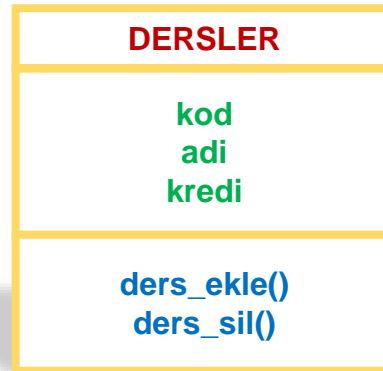 DERSLER
kod
adi
kredi
ders_ekle()
ders_sil()